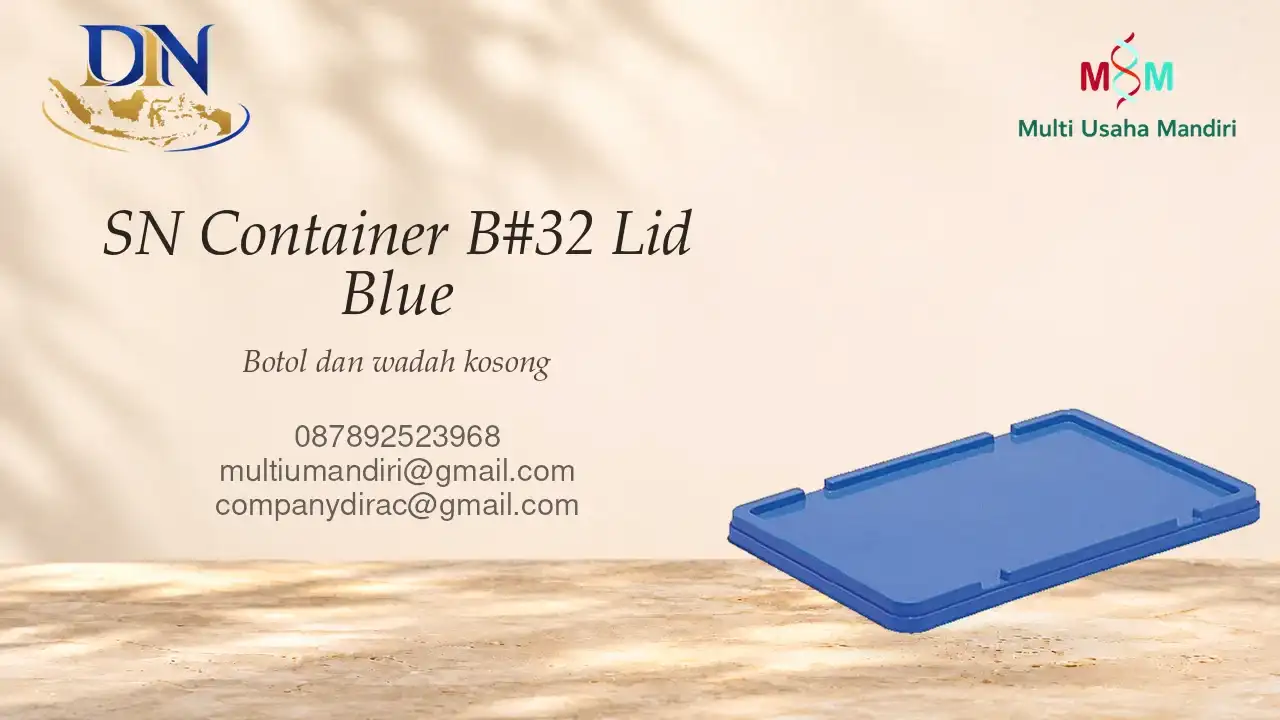 DN
MSM
Multi Usaha Mandiri
SN Container B#32 Lid
Blue
Botol dan wadah kosong
087892523968
multiumandiri@gmail.com
companydirac@gmail.com